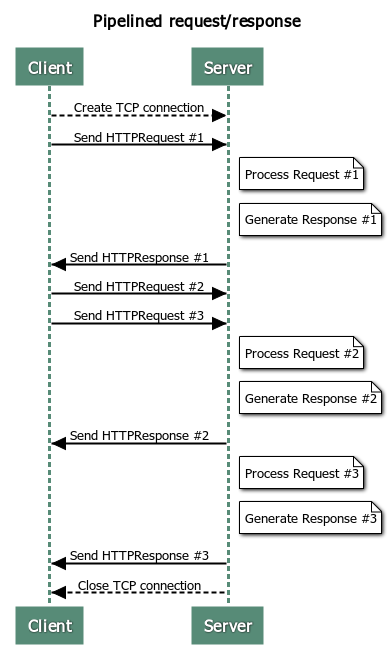 Pipelined request/response
Client
Server
Create TCP connection
Send HTTPRequest #1
Process Request #1
Generate Response #1
Send HTTPResponse #1
Send HTTPRequest #2
Send HTTPRequest #3
Process Request #2
Generate Response #2
Send HTTPResponse #2
Process Request #3
Generate Response #3
Send HTTPResponse #3
Close TCP connection
Client
Server